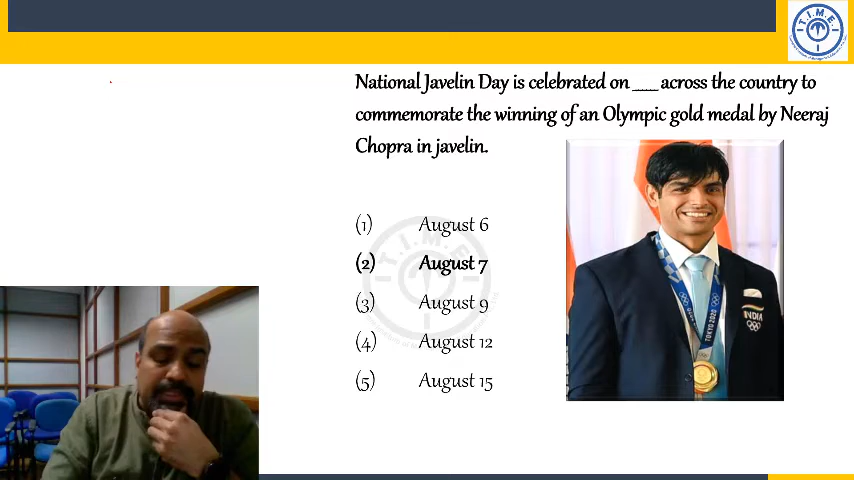 T.I.M.E.
National Javelin Day is celebrated on ____ across the country to
commemorate the winning of an Olympic gold medal by Neeraj
Chopra in javelin.
(1) August 6
(2) August 7
(3) August 9
(4) August 12
(5) August 15
T.I.M.E.
INDIA
TOKYO 2020